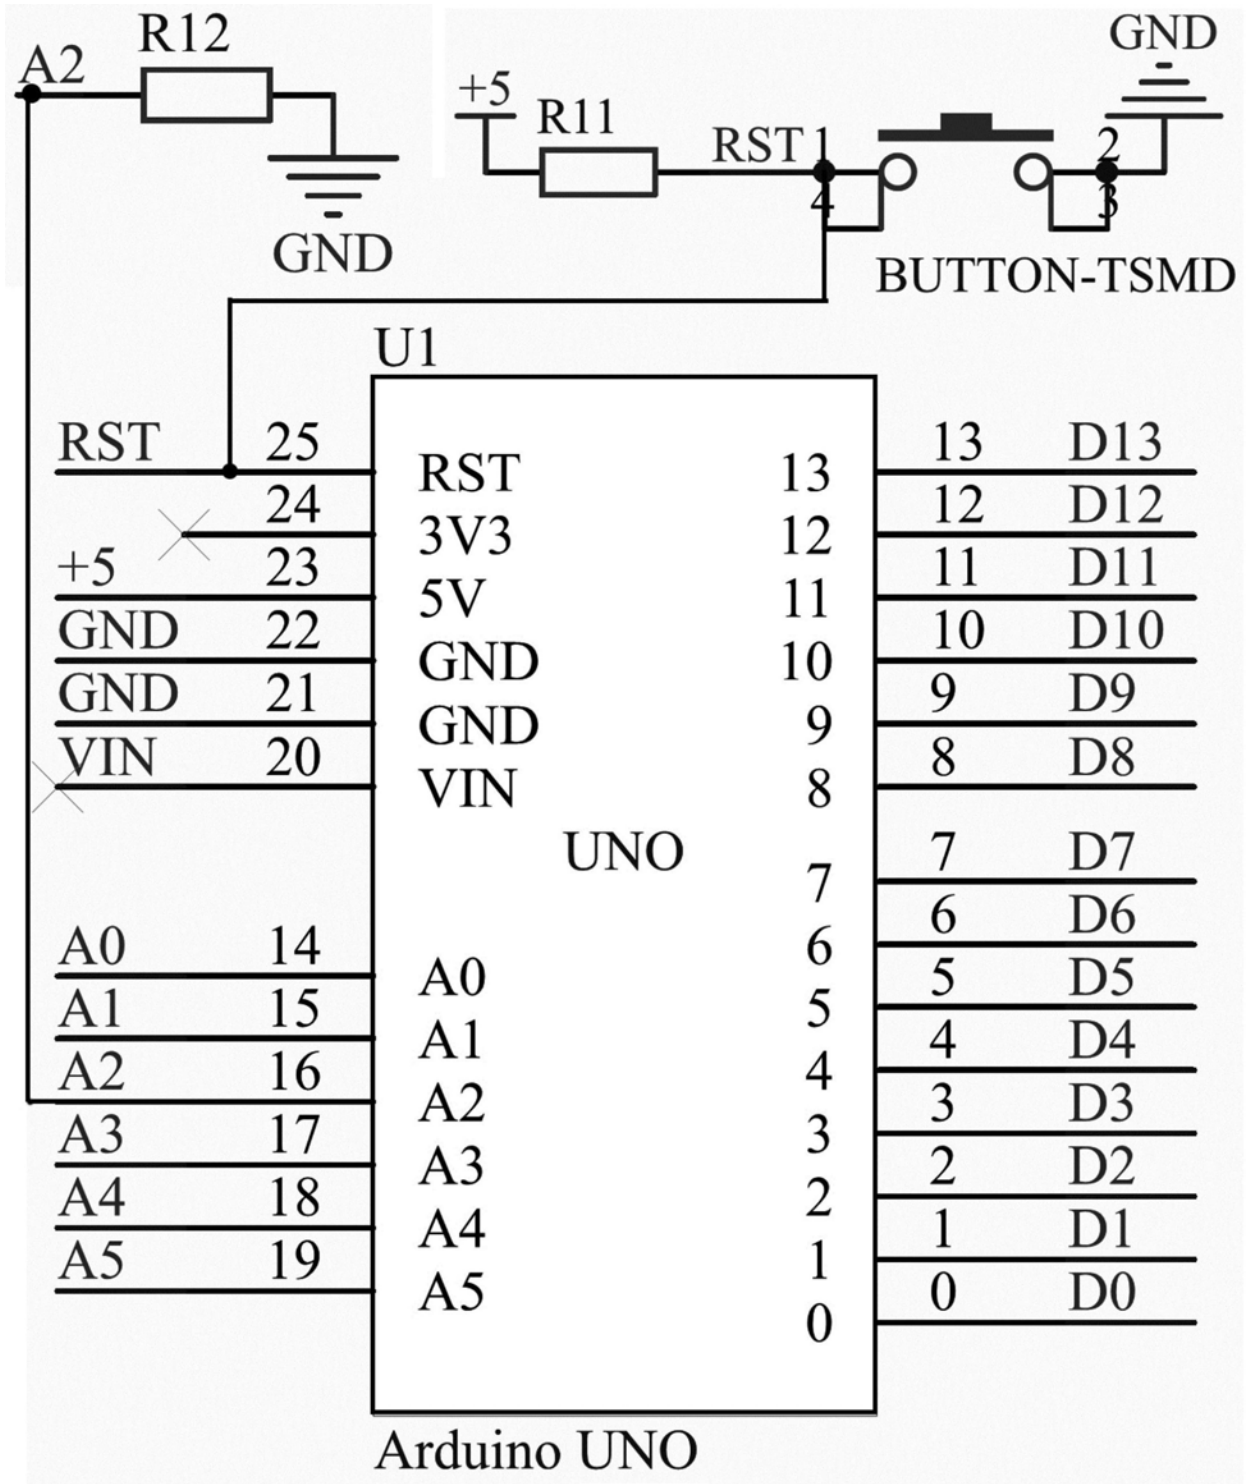 A2
R12
GND
+5
R11
RST
1
4
2
3
GND
BUTTON-TSMD
U1
RST 25 RST 13 13 D13
24 3V3 12 12 D12
+5 23 5V 11 11 D11
GND 22 GND 10 10 D10
GND 21 GND 9 9 D9
VIN 20 VIN 8 8 D8
UNO
7 7 D7
6 6 D6
A0 14 A0 5 5 D5
A1 15 A1 4 4 D4
A2 16 A2 3 3 D3
A3 17 A3 2 2 D2
A4 18 A4 1 1 D1
A5 19 A5 0 0 D0
Arduino UNO